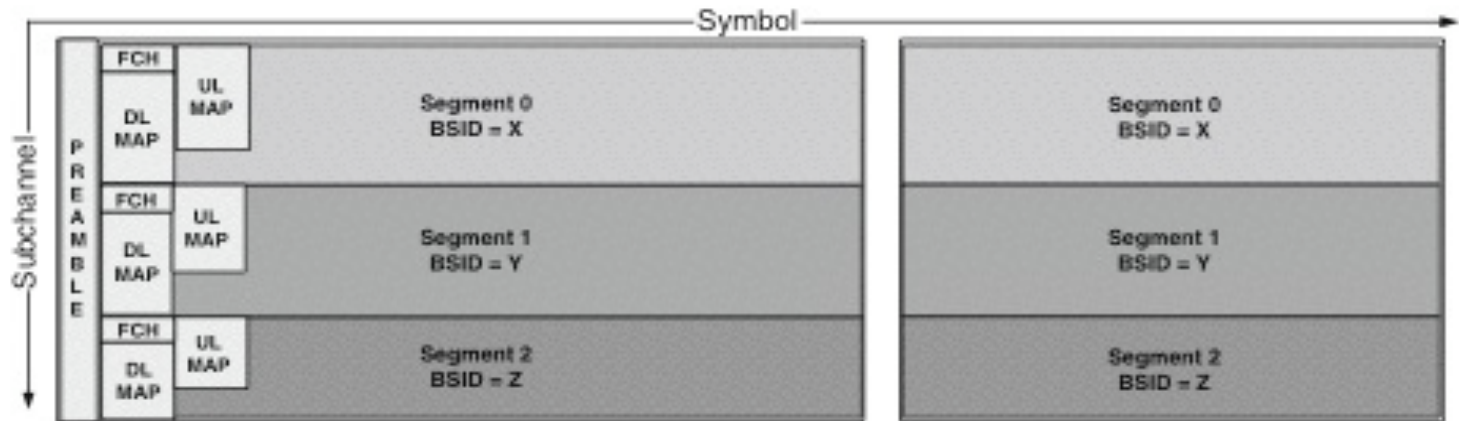 Symbol
Subchannel
PREAMBLE
FCH
DL
MAP
UL
MAP
Segment 0
BSID = X
Segment 0
BSID = X
FCH
DL
MAP
UL
MAP
Segment 1
BSID = Y
Segment 1
BSID = Y
FCH
DL
MAP
UL
MAP
Segment 2
BSID = Z
Segment 2
BSID = Z